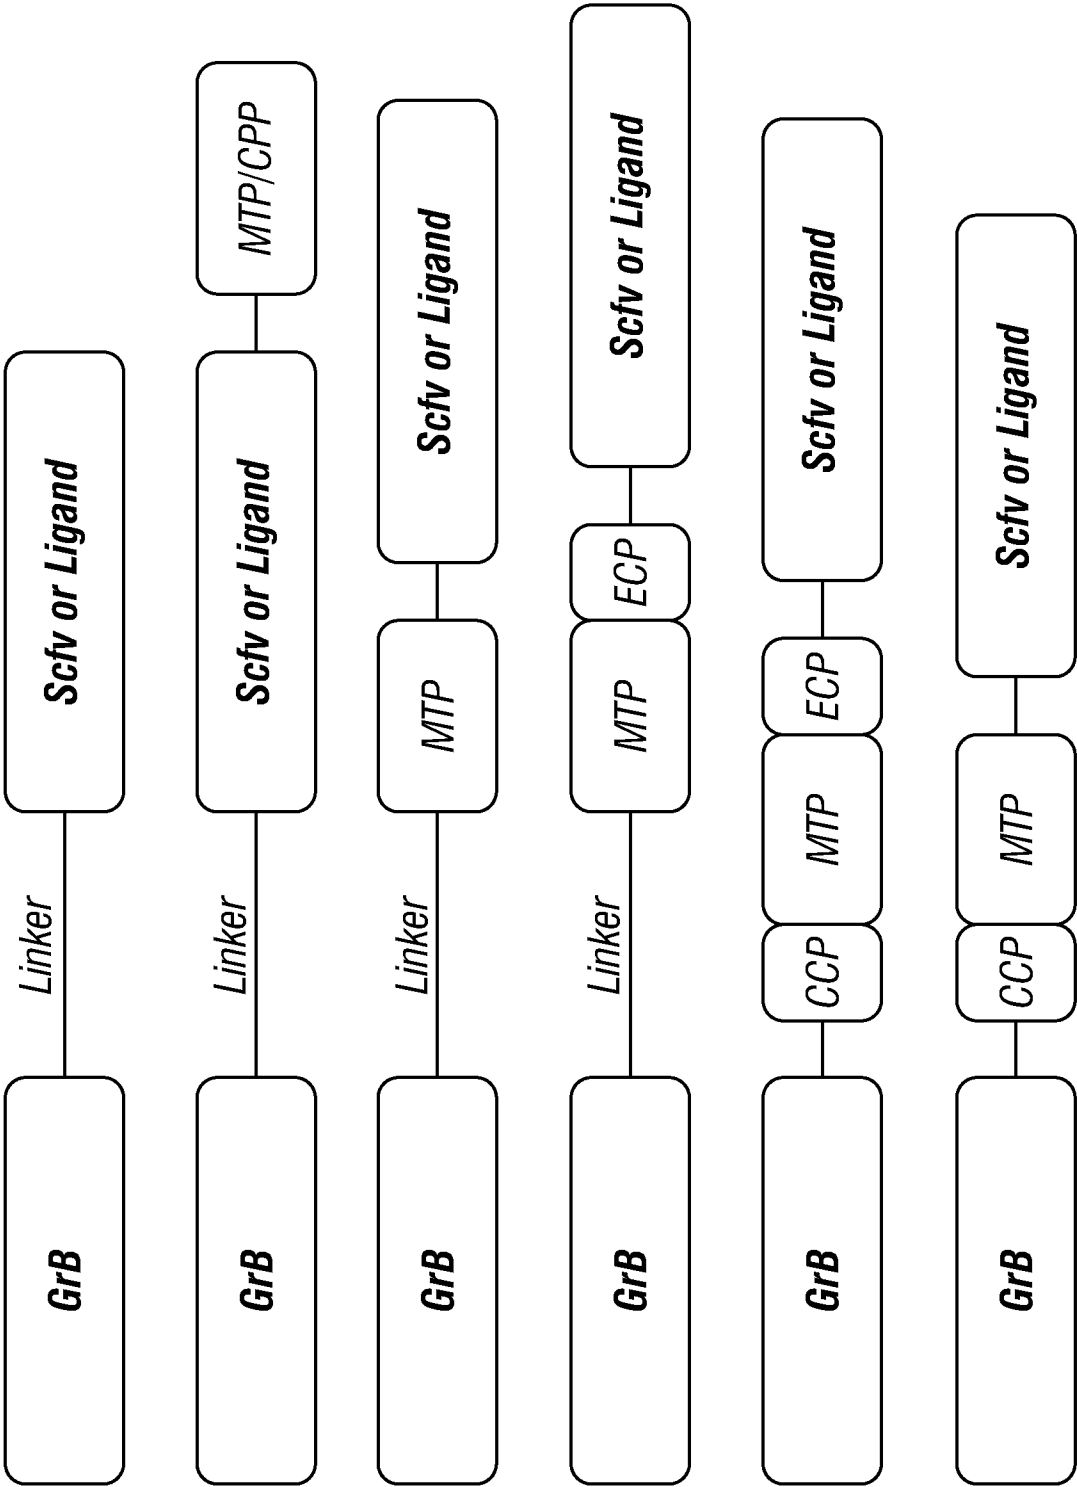 GrB
Linker
Scfv or Ligand
GrB
Linker
Scfv or Ligand
MTP/CPP
GrB
Linker
MTP
Scfv or Ligand
GrB
Linker
MTP
ECP
Scfv or Ligand
GrB
CCP
MTP
ECP
Scfv or Ligand
GrB
CCP
MTP
Scfv or Ligand